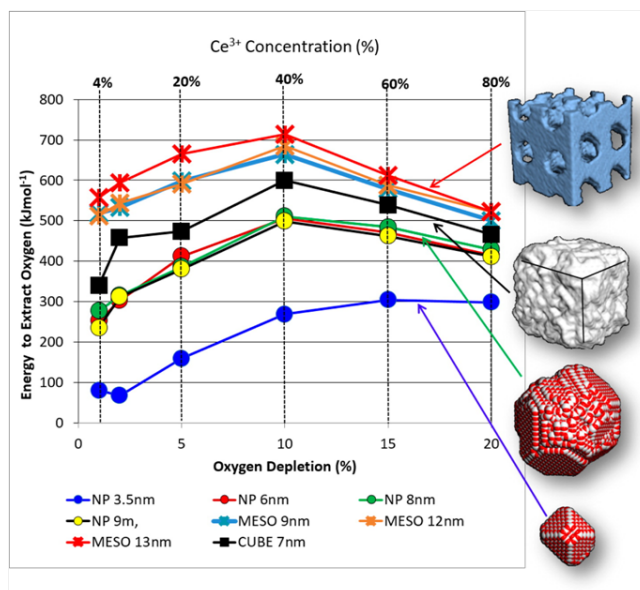 Ce³⁺ Concentration (%)
4% 20% 40% 60% 80%
800
700
600
500
400
300
200
100
0
Energy to Extract Oxygen (kJmol⁻¹)
0 5 10 15 20
Oxygen Depletion (%)
NP 3.5nm NP 6nm NP 8nm
NP 9m, MESO 9nm MESO 12nm
MESO 13nm CUBE 7nm